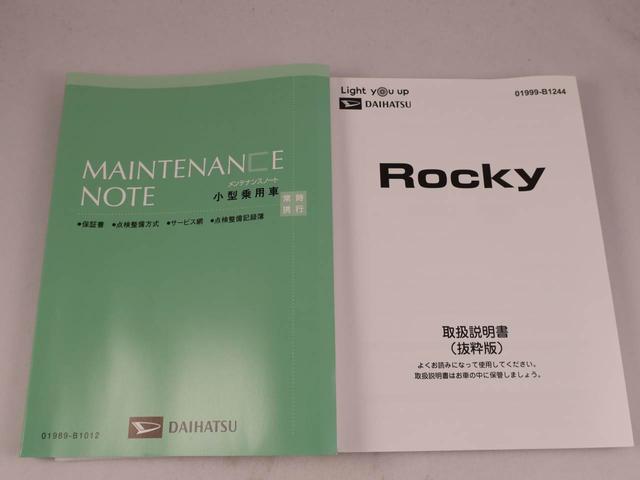 MAINTENANCE
NOTE
メンテナンスノート
小型乗用車
常時
携行
●保証書 ●点検整備方式 ●サービス網 ●点検整備記録簿
01989-B1012
DAIHATSU
Light you up
DAIHATSU
01999-B1244
Rocky
取扱説明書
（抜粋版）
よくお読みになって使用してください。
取扱説明書はお車の中に保管しましょう。